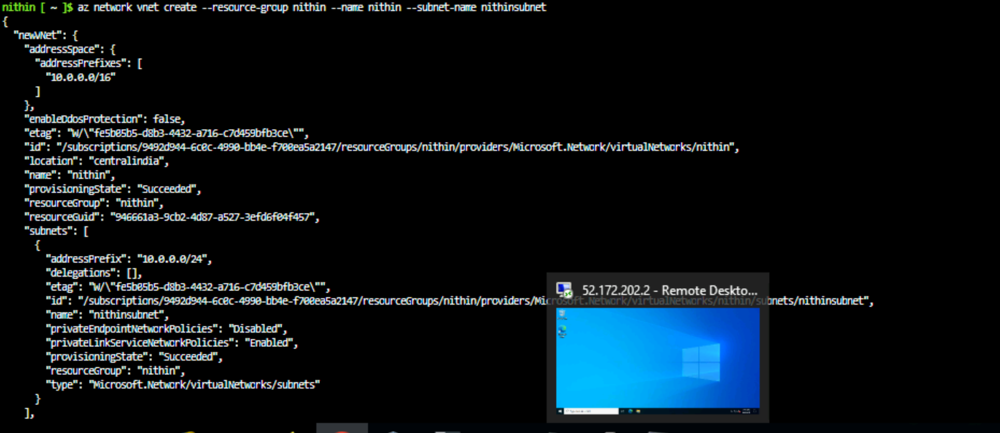 nithin [ ~ ]$ az network vnet create --resource-group nithin --name nithin --subnet-name nithinsubnet
{
"newVNet": {
"addressSpace": {
"addressPrefixes": [
"10.0.0.0/16"
]
},
"enableDdosProtection": false,
"etag": "W/\"fe5b05b5-d8b3-4432-a716-c7d459bfb3ce\"",
"id": "/subscriptions/9492d944-6c0c-4990-bb4e-f700ea5a2147/resourceGroups/nithin/providers/Microsoft.Network/virtualNetworks/nithin",
"location": "centralindia",
"name": "nithin",
"provisioningState": "Succeeded",
"resourceGroup": "nithin",
"resourceGuid": "946661a3-9cb2-4d87-a527-3efd6f04f457",
"subnets": [
{
"addressPrefix": "10.0.0.0/24",
"delegations": [],
"etag": "W/\"fe5b05b5-d8b3-4432-a716-c7d459bfb3ce\"",
52.172.202.2 - Remote Deskto...
"id": "/subscriptions/9492d944-6c0c-4990-bb4e-f700ea5a2147/resourceGroups/nithin/providers/Microsoft.Network/virtualNetworks/nithin/subnets/nithinsubnet",
"name": "nithinsubnet",
"privateEndpointNetworkPolicies": "Disabled",
"privateLinkServiceNetworkPolicies": "Enabled",
"provisioningState": "Succeeded",
"resourceGroup": "nithin",
"type": "Microsoft.Network/virtualNetworks/subnets"
}
],